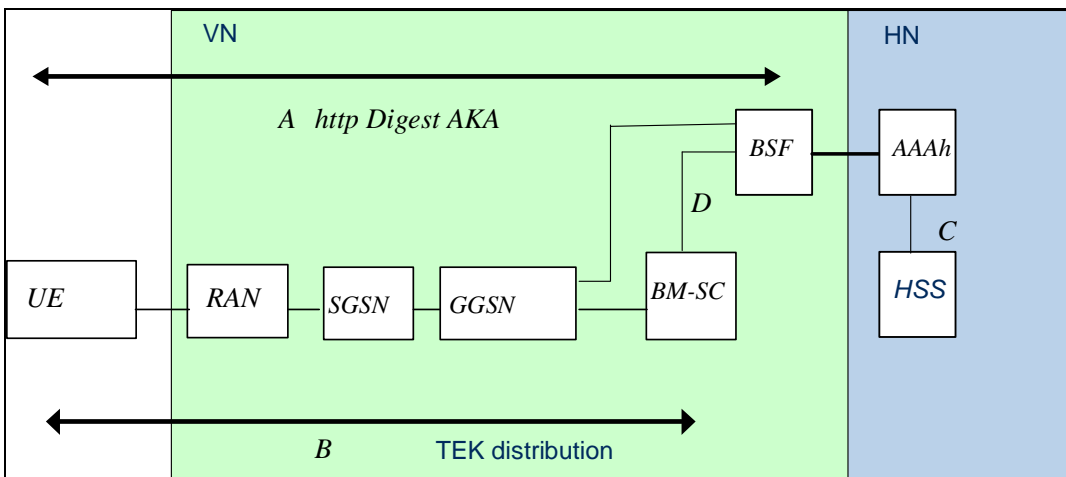 VN
HN
A http Digest AKA
BSF
AAAh
D
C
UE
RAN
SGSN
GGSN
BM-SC
HSS
B
TEK distribution